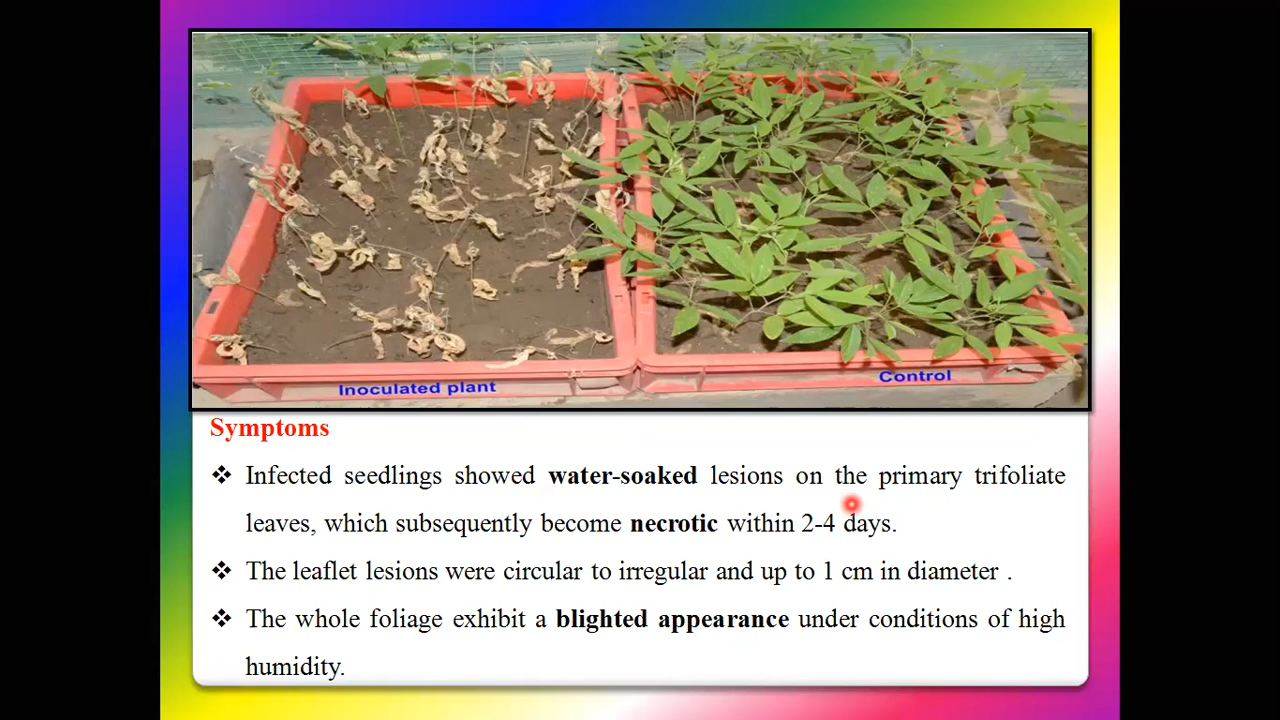 Inoculated plant
Control
Symptoms
❖ Infected seedlings showed water-soaked lesions on the primary trifoliate
leaves, which subsequently become necrotic within 2-4 days.
❖ The leaflet lesions were circular to irregular and up to 1 cm in diameter .
❖ The whole foliage exhibit a blighted appearance under conditions of high
humidity.